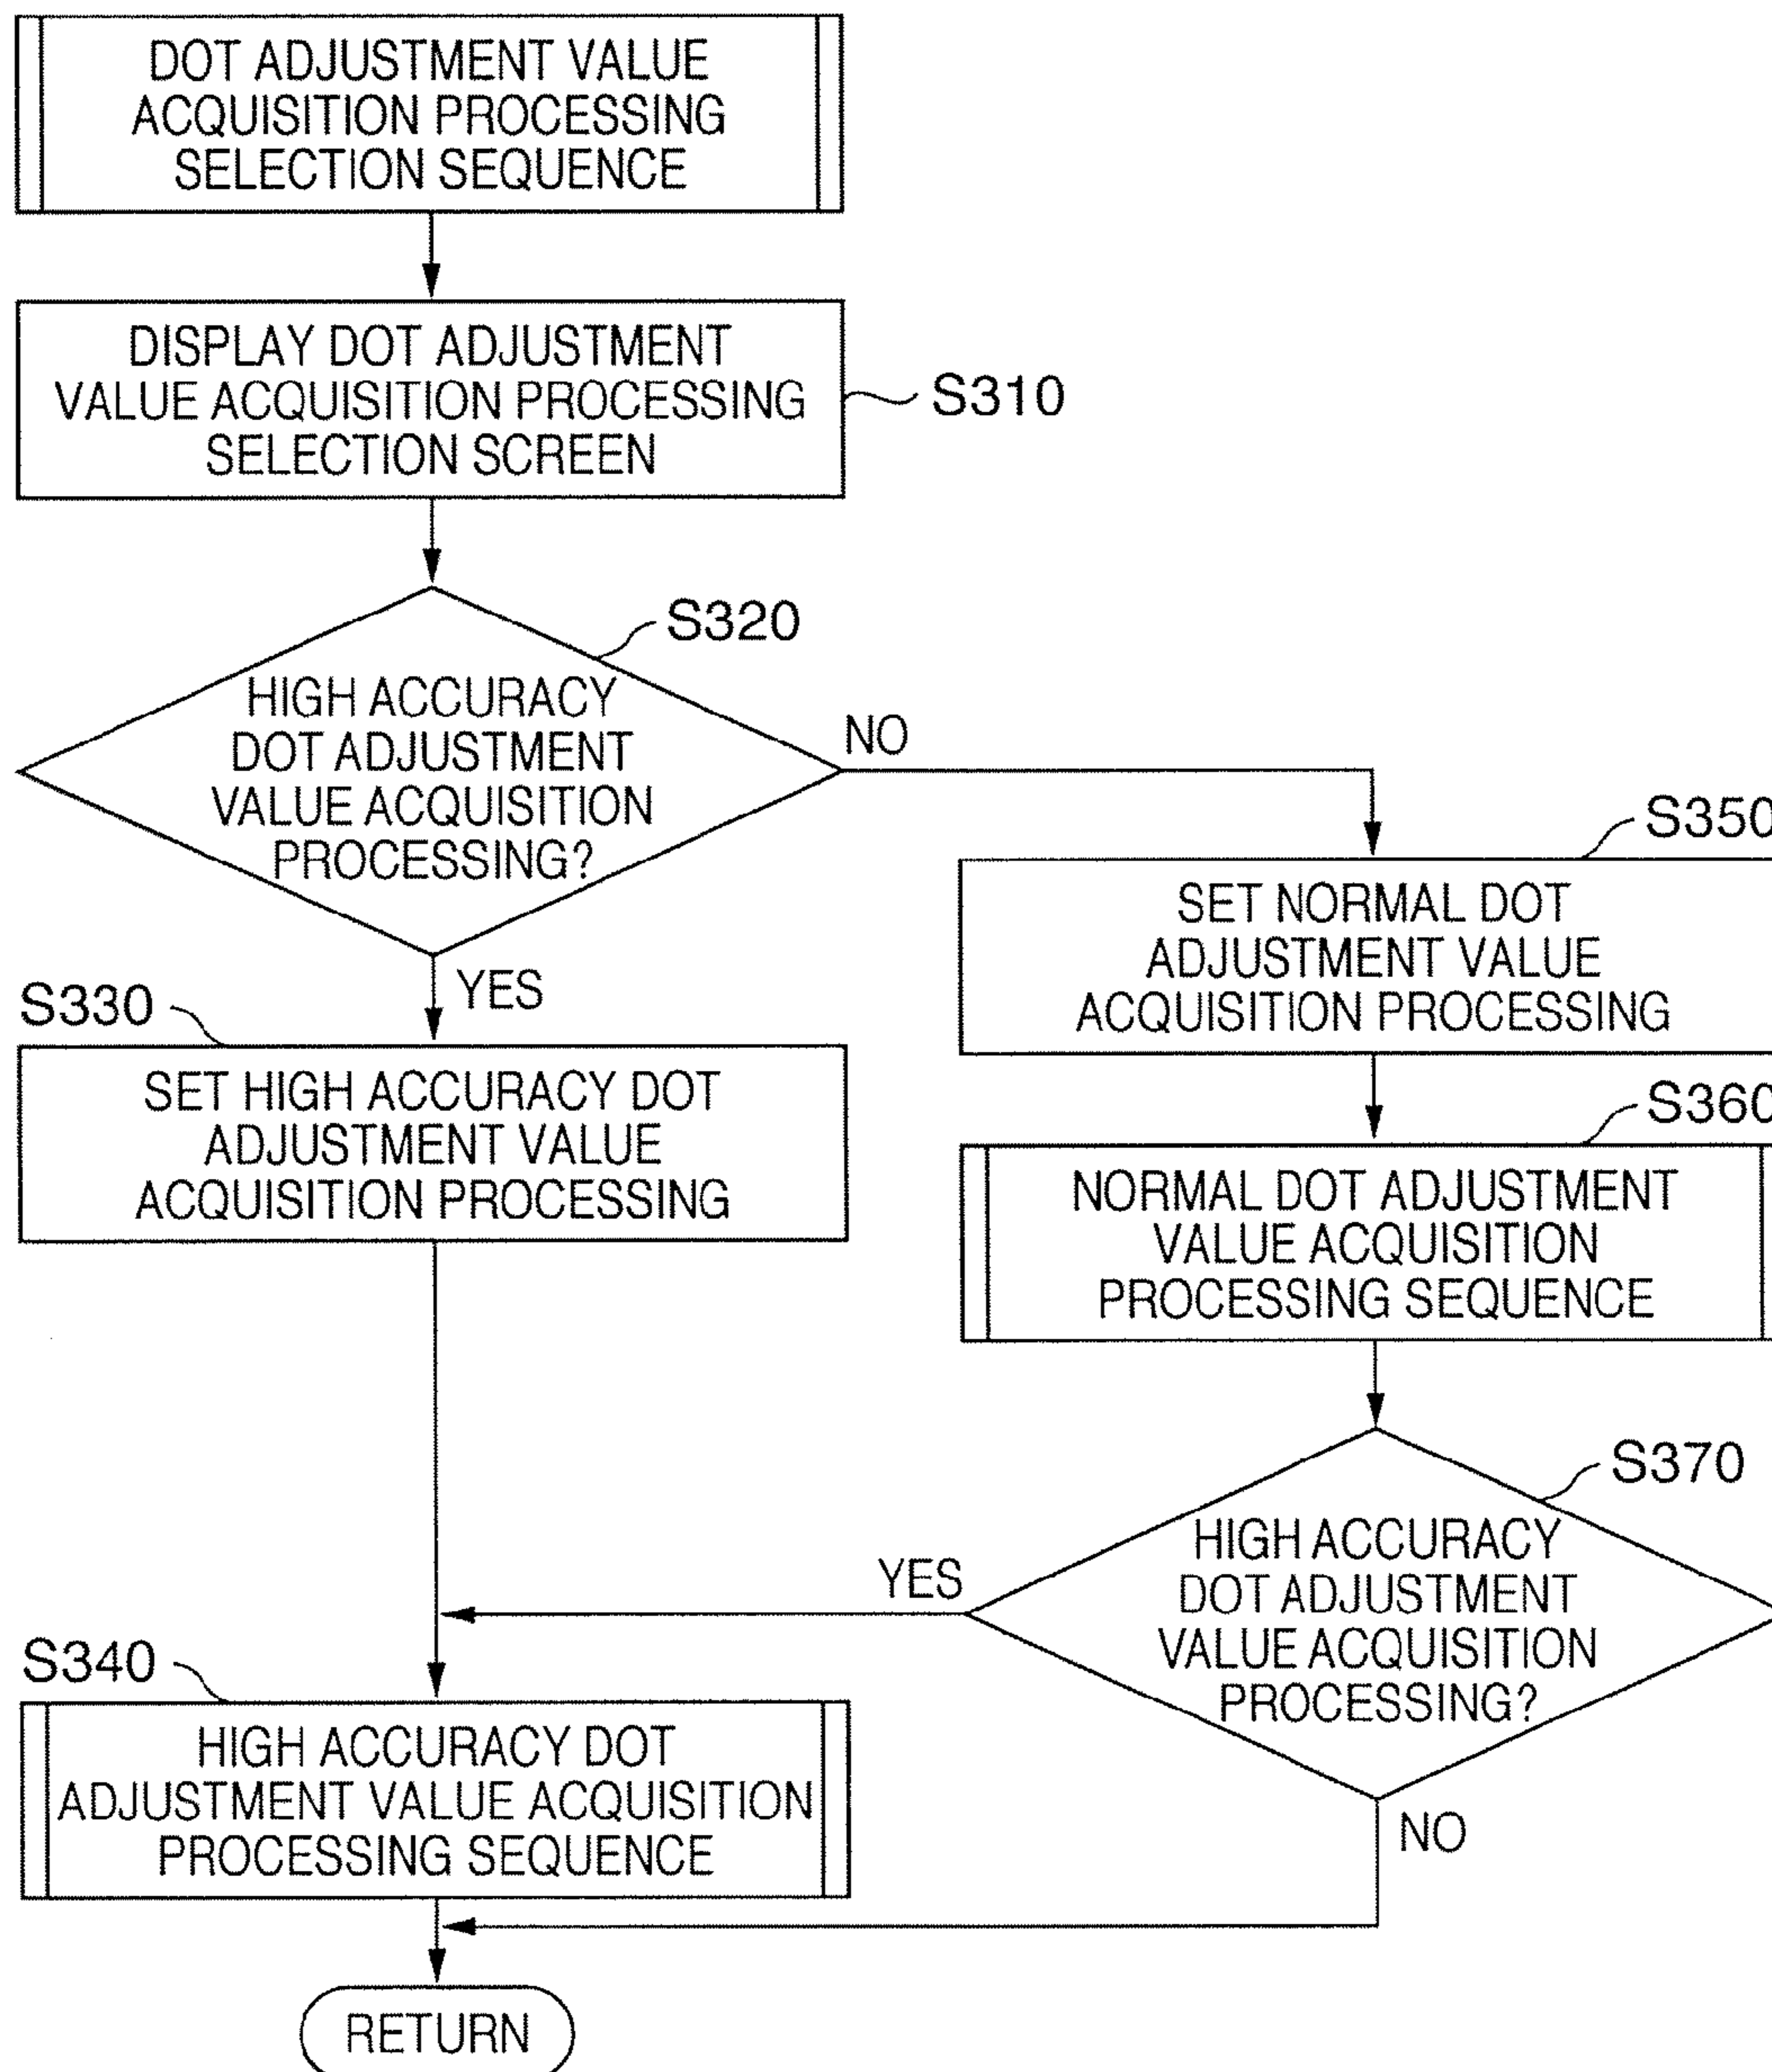 DOT ADJUSTMENT VALUE
ACQUISITION PROCESSING
SELECTION SEQUENCE
DISPLAY DOT ADJUSTMENT
VALUE ACQUISITION PROCESSING
SELECTION SCREEN
S310
S320
HIGH ACCURACY
DOT ADJUSTMENT
VALUE ACQUISITION
PROCESSING?
NO
YES
S330
SET HIGH ACCURACY DOT
ADJUSTMENT VALUE
ACQUISITION PROCESSING
S350
SET NORMAL DOT
ADJUSTMENT VALUE
ACQUISITION PROCESSING
S360
NORMAL DOT ADJUSTMENT
VALUE ACQUISITION
PROCESSING SEQUENCE
S370
HIGH ACCURACY
DOT ADJUSTMENT
VALUE ACQUISITION
PROCESSING?
YES
NO
S340
HIGH ACCURACY DOT
ADJUSTMENT VALUE ACQUISITION
PROCESSING SEQUENCE
RETURN